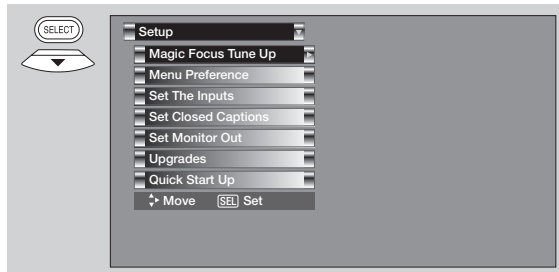 SELECT
Setup
Magic Focus Tune Up
Menu Preference
Set The Inputs
Set Closed Captions
Set Monitor Out
Upgrades
Quick Start Up
Move SEL Set